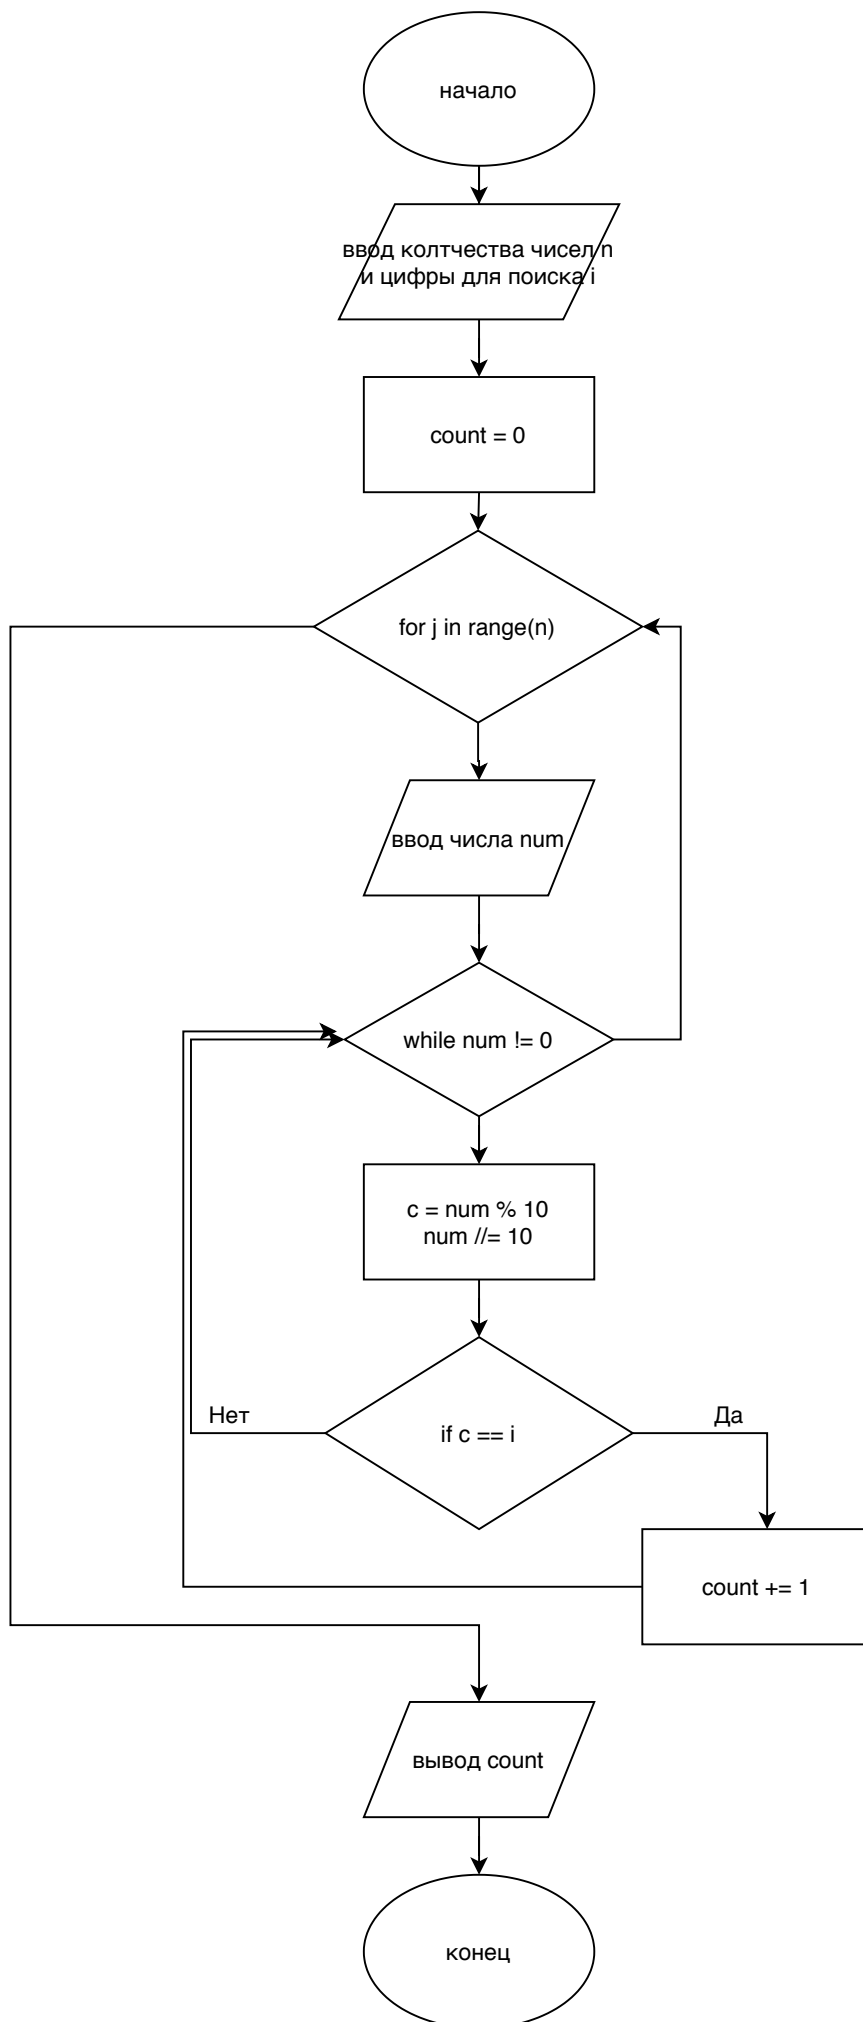 начало
ввод колтчества чисел n
и цифры для поиска i
count = 0
for j in range(n)
ввод числа num
while num != 0
c = num % 10
num //= 10
Нет
if c == i
Да
count += 1
вывод count
конец